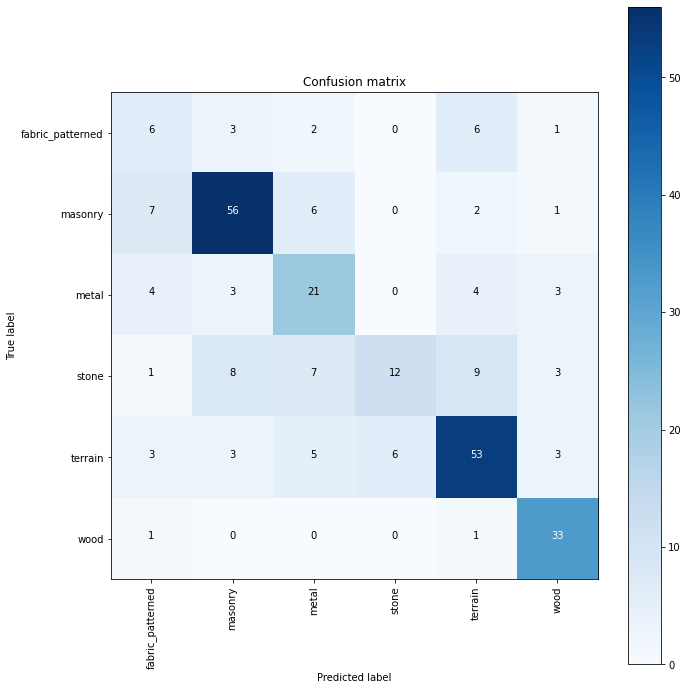 Confusion matrix
True label
fabric_patterned 6 3 2 0 6 1
masonry 7 56 6 0 2 1
metal 4 3 21 0 4 3
stone 1 8 7 12 9 3
terrain 3 3 5 6 53 3
wood 1 0 0 0 1 33
fabric_patterned masonry metal stone terrain wood
Predicted label
50
40
30
20
10
0